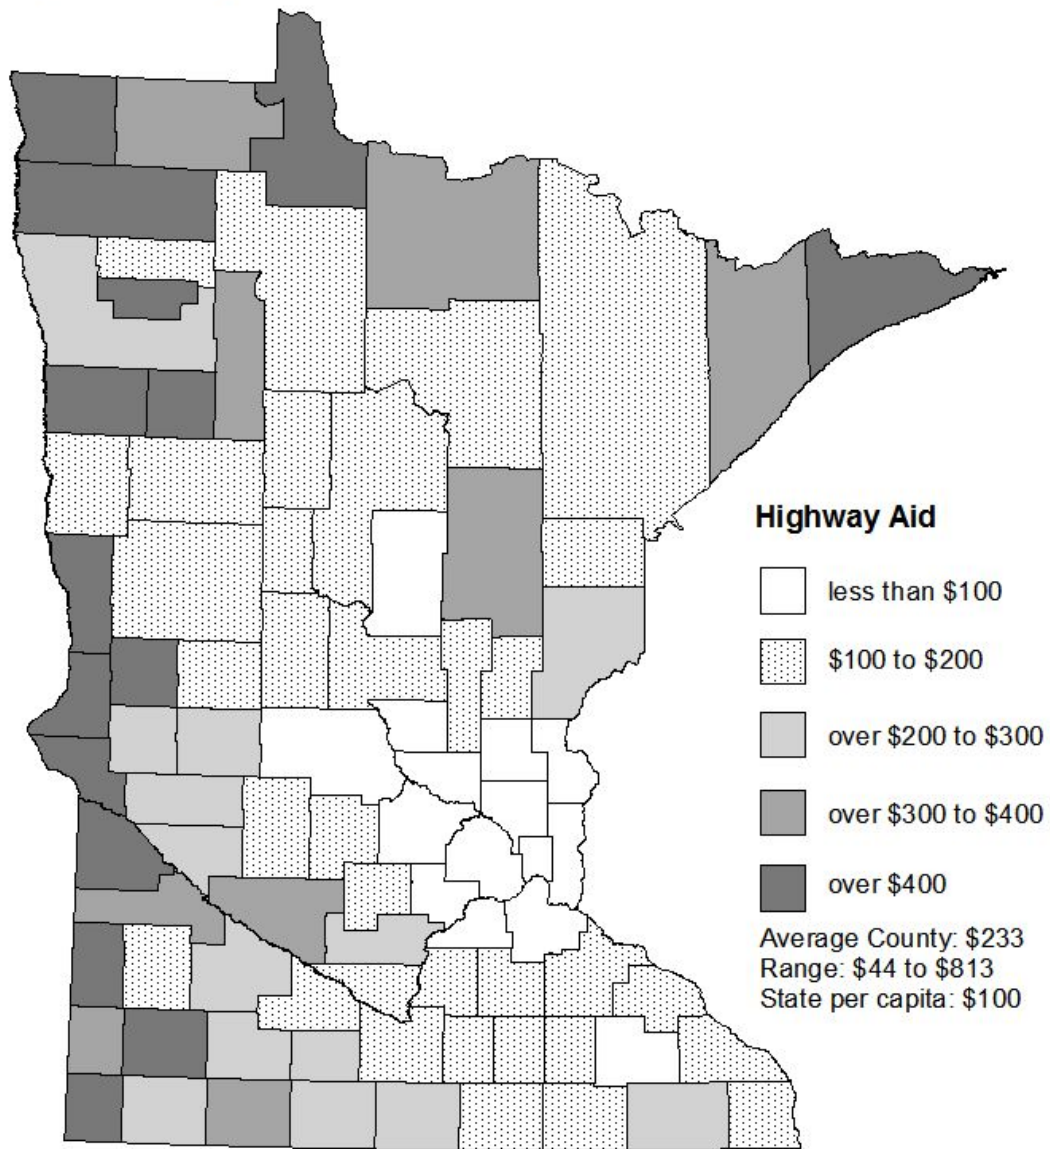 Highway Aid
less than $100
$100 to $200
over $200 to $300
over $300 to $400
over $400
Average County: $233
Range: $44 to $813
State per capita: $100